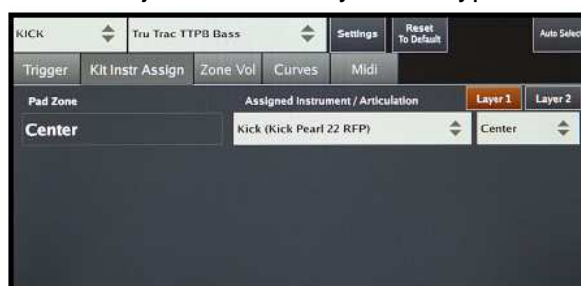 KICK Tru Trac TTPB Bass Settings Reset To Default Auto Select
Trigger Kit Instr Assign Zone Vol Curves Midi
Pad Zone Assigned Instrument / Articulation Layer 1 Layer 2
Center Kick (Kick Pearl 22 RFP) Center